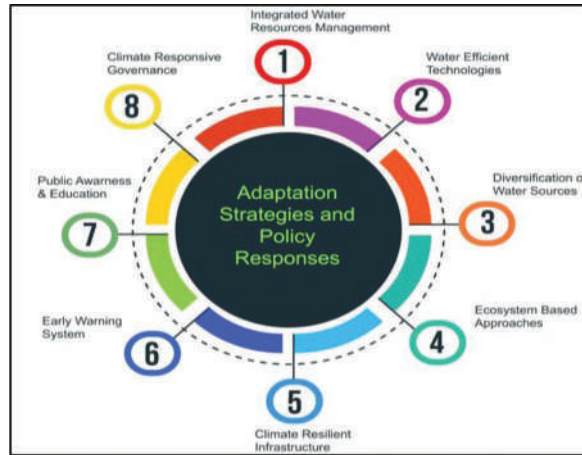 Integrated Water
Resources Management
1
Water Efficient
Technologies
2
Diversification o
Water Sources
3
Ecosystem Based
Approaches
4
5
Climate Resilient
Infrastructure
Early Warning
System
6
Public Awarness
& Education
7
Climate Responsive
Governance
8
Adaptation
Strategies and
Policy
Responses